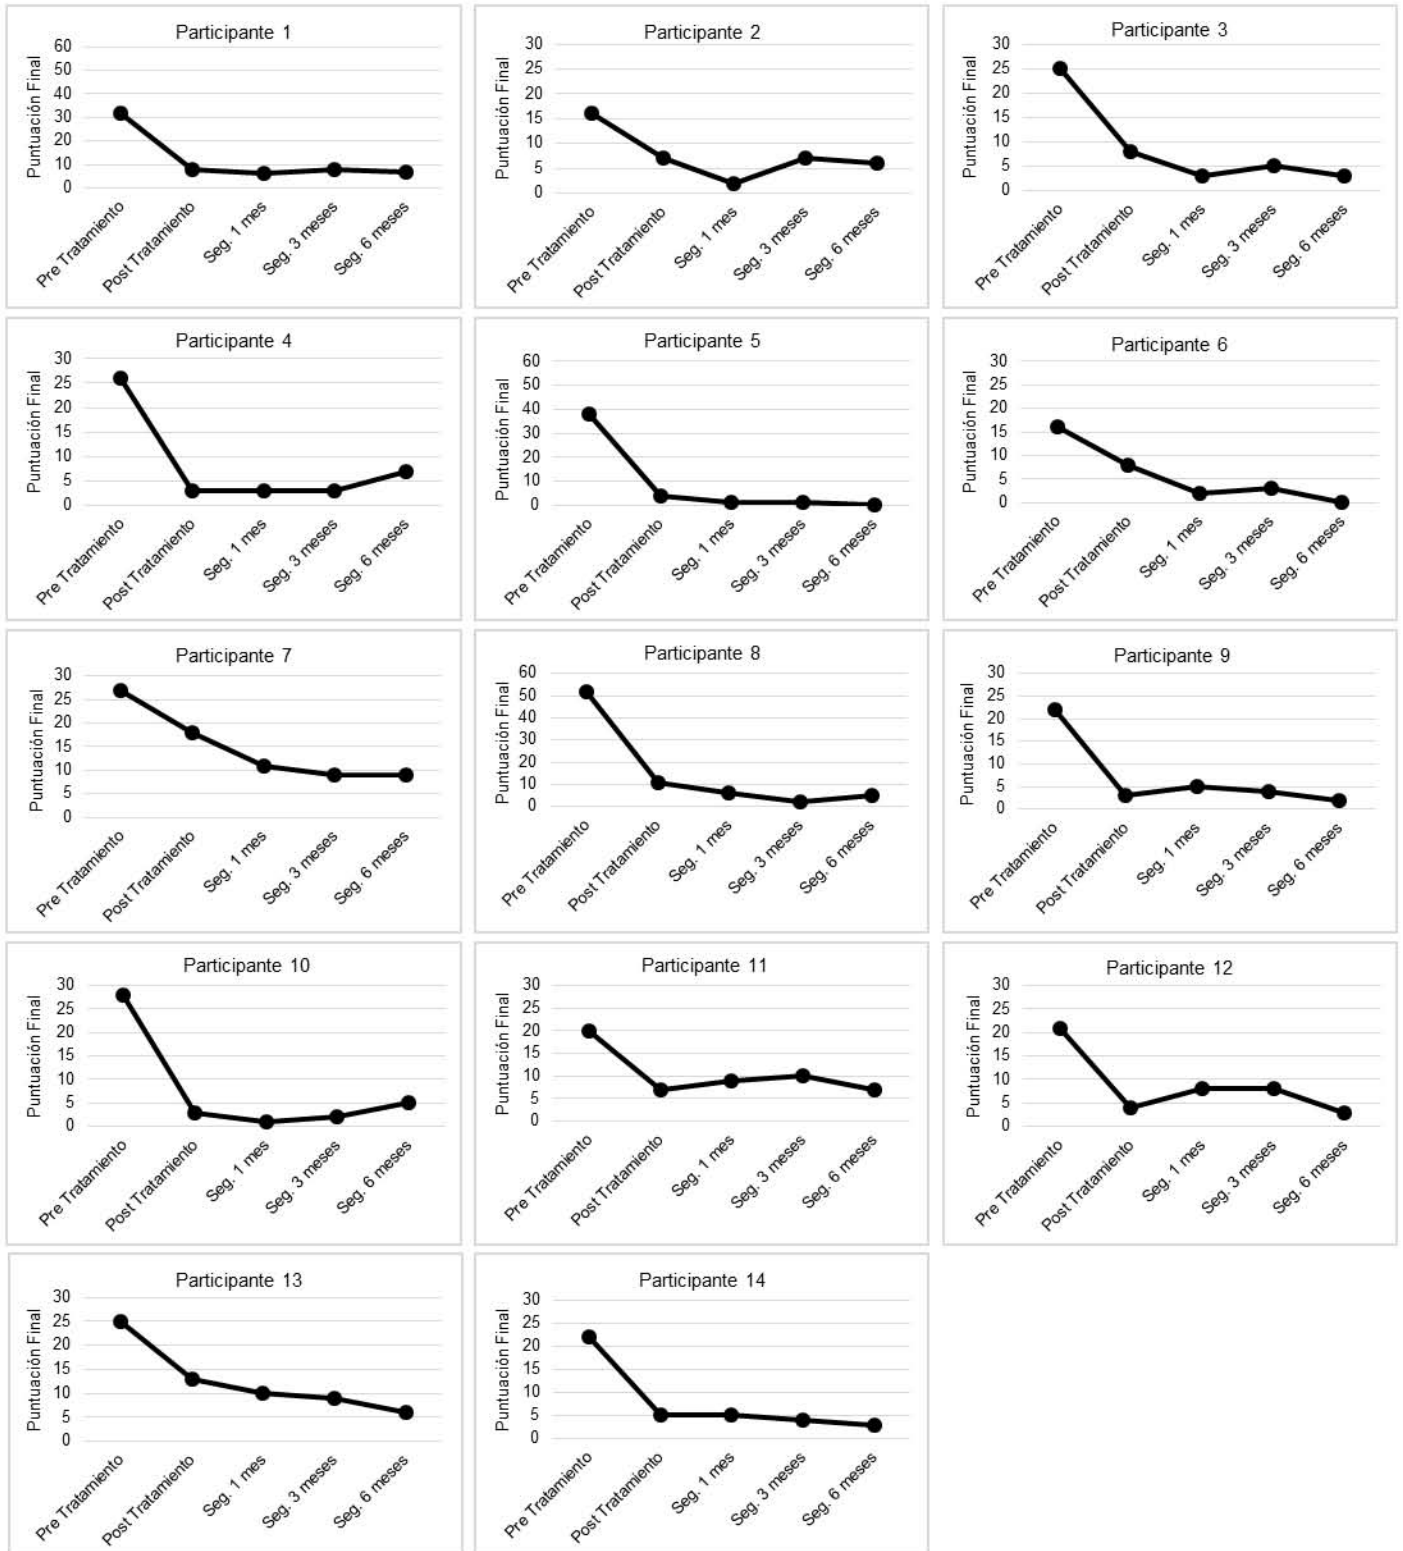 Participante 1
Puntuación Final
60
50
40
30
20
10
0
Pre Tratamiento
Post Tratamiento
Seg. 1 mes
Seg. 3 meses
Seg. 6 meses
Participante 2
Puntuación Final
30
25
20
15
10
5
0
Pre Tratamiento
Post Tratamiento
Seg. 1 mes
Seg. 3 meses
Seg. 6 meses
Participante 3
Puntuación Final
30
25
20
15
10
5
0
Pre Tratamiento
Post Tratamiento
Seg. 1 mes
Seg. 3 meses
Seg. 6 meses
Participante 4
Puntuación Final
30
25
20
15
10
5
0
Pre Tratamiento
Post Tratamiento
Seg. 1 mes
Seg. 3 meses
Seg. 6 meses
Participante 5
Puntuación Final
60
50
40
30
20
10
0
Pre Tratamiento
Post Tratamiento
Seg. 1 mes
Seg. 3 meses
Seg. 6 meses
Participante 6
Puntuación Final
30
25
20
15
10
5
0
Pre Tratamiento
Post Tratamiento
Seg. 1 mes
Seg. 3 meses
Seg. 6 meses
Participante 7
Puntuación Final
30
25
20
15
10
5
0
Pre Tratamiento
Post Tratamiento
Seg. 1 mes
Seg. 3 meses
Seg. 6 meses
Participante 8
Puntuación Final
60
50
40
30
20
10
0
Pre Tratamiento
Post Tratamiento
Seg. 1 mes
Seg. 3 meses
Seg. 6 meses
Participante 9
Puntuación Final
30
25
20
15
10
5
0
Pre Tratamiento
Post Tratamiento
Seg. 1 mes
Seg. 3 meses
Seg. 6 meses
Participante 10
Puntuación Final
30
25
20
15
10
5
0
Pre Tratamiento
Post Tratamiento
Seg. 1 mes
Seg. 3 meses
Seg. 6 meses
Participante 11
Puntuación Final
30
25
20
15
10
5
0
Pre Tratamiento
Post Tratamiento
Seg. 1 mes
Seg. 3 meses
Seg. 6 meses
Participante 12
Puntuación Final
30
25
20
15
10
5
0
Pre Tratamiento
Post Tratamiento
Seg. 1 mes
Seg. 3 meses
Seg. 6 meses
Participante 13
Puntuación Final
30
25
20
15
10
5
0
Pre Tratamiento
Post Tratamiento
Seg. 1 mes
Seg. 3 meses
Seg. 6 meses
Participante 14
Puntuación Final
30
25
20
15
10
5
0
Pre Tratamiento
Post Tratamiento
Seg. 1 mes
Seg. 3 meses
Seg. 6 meses